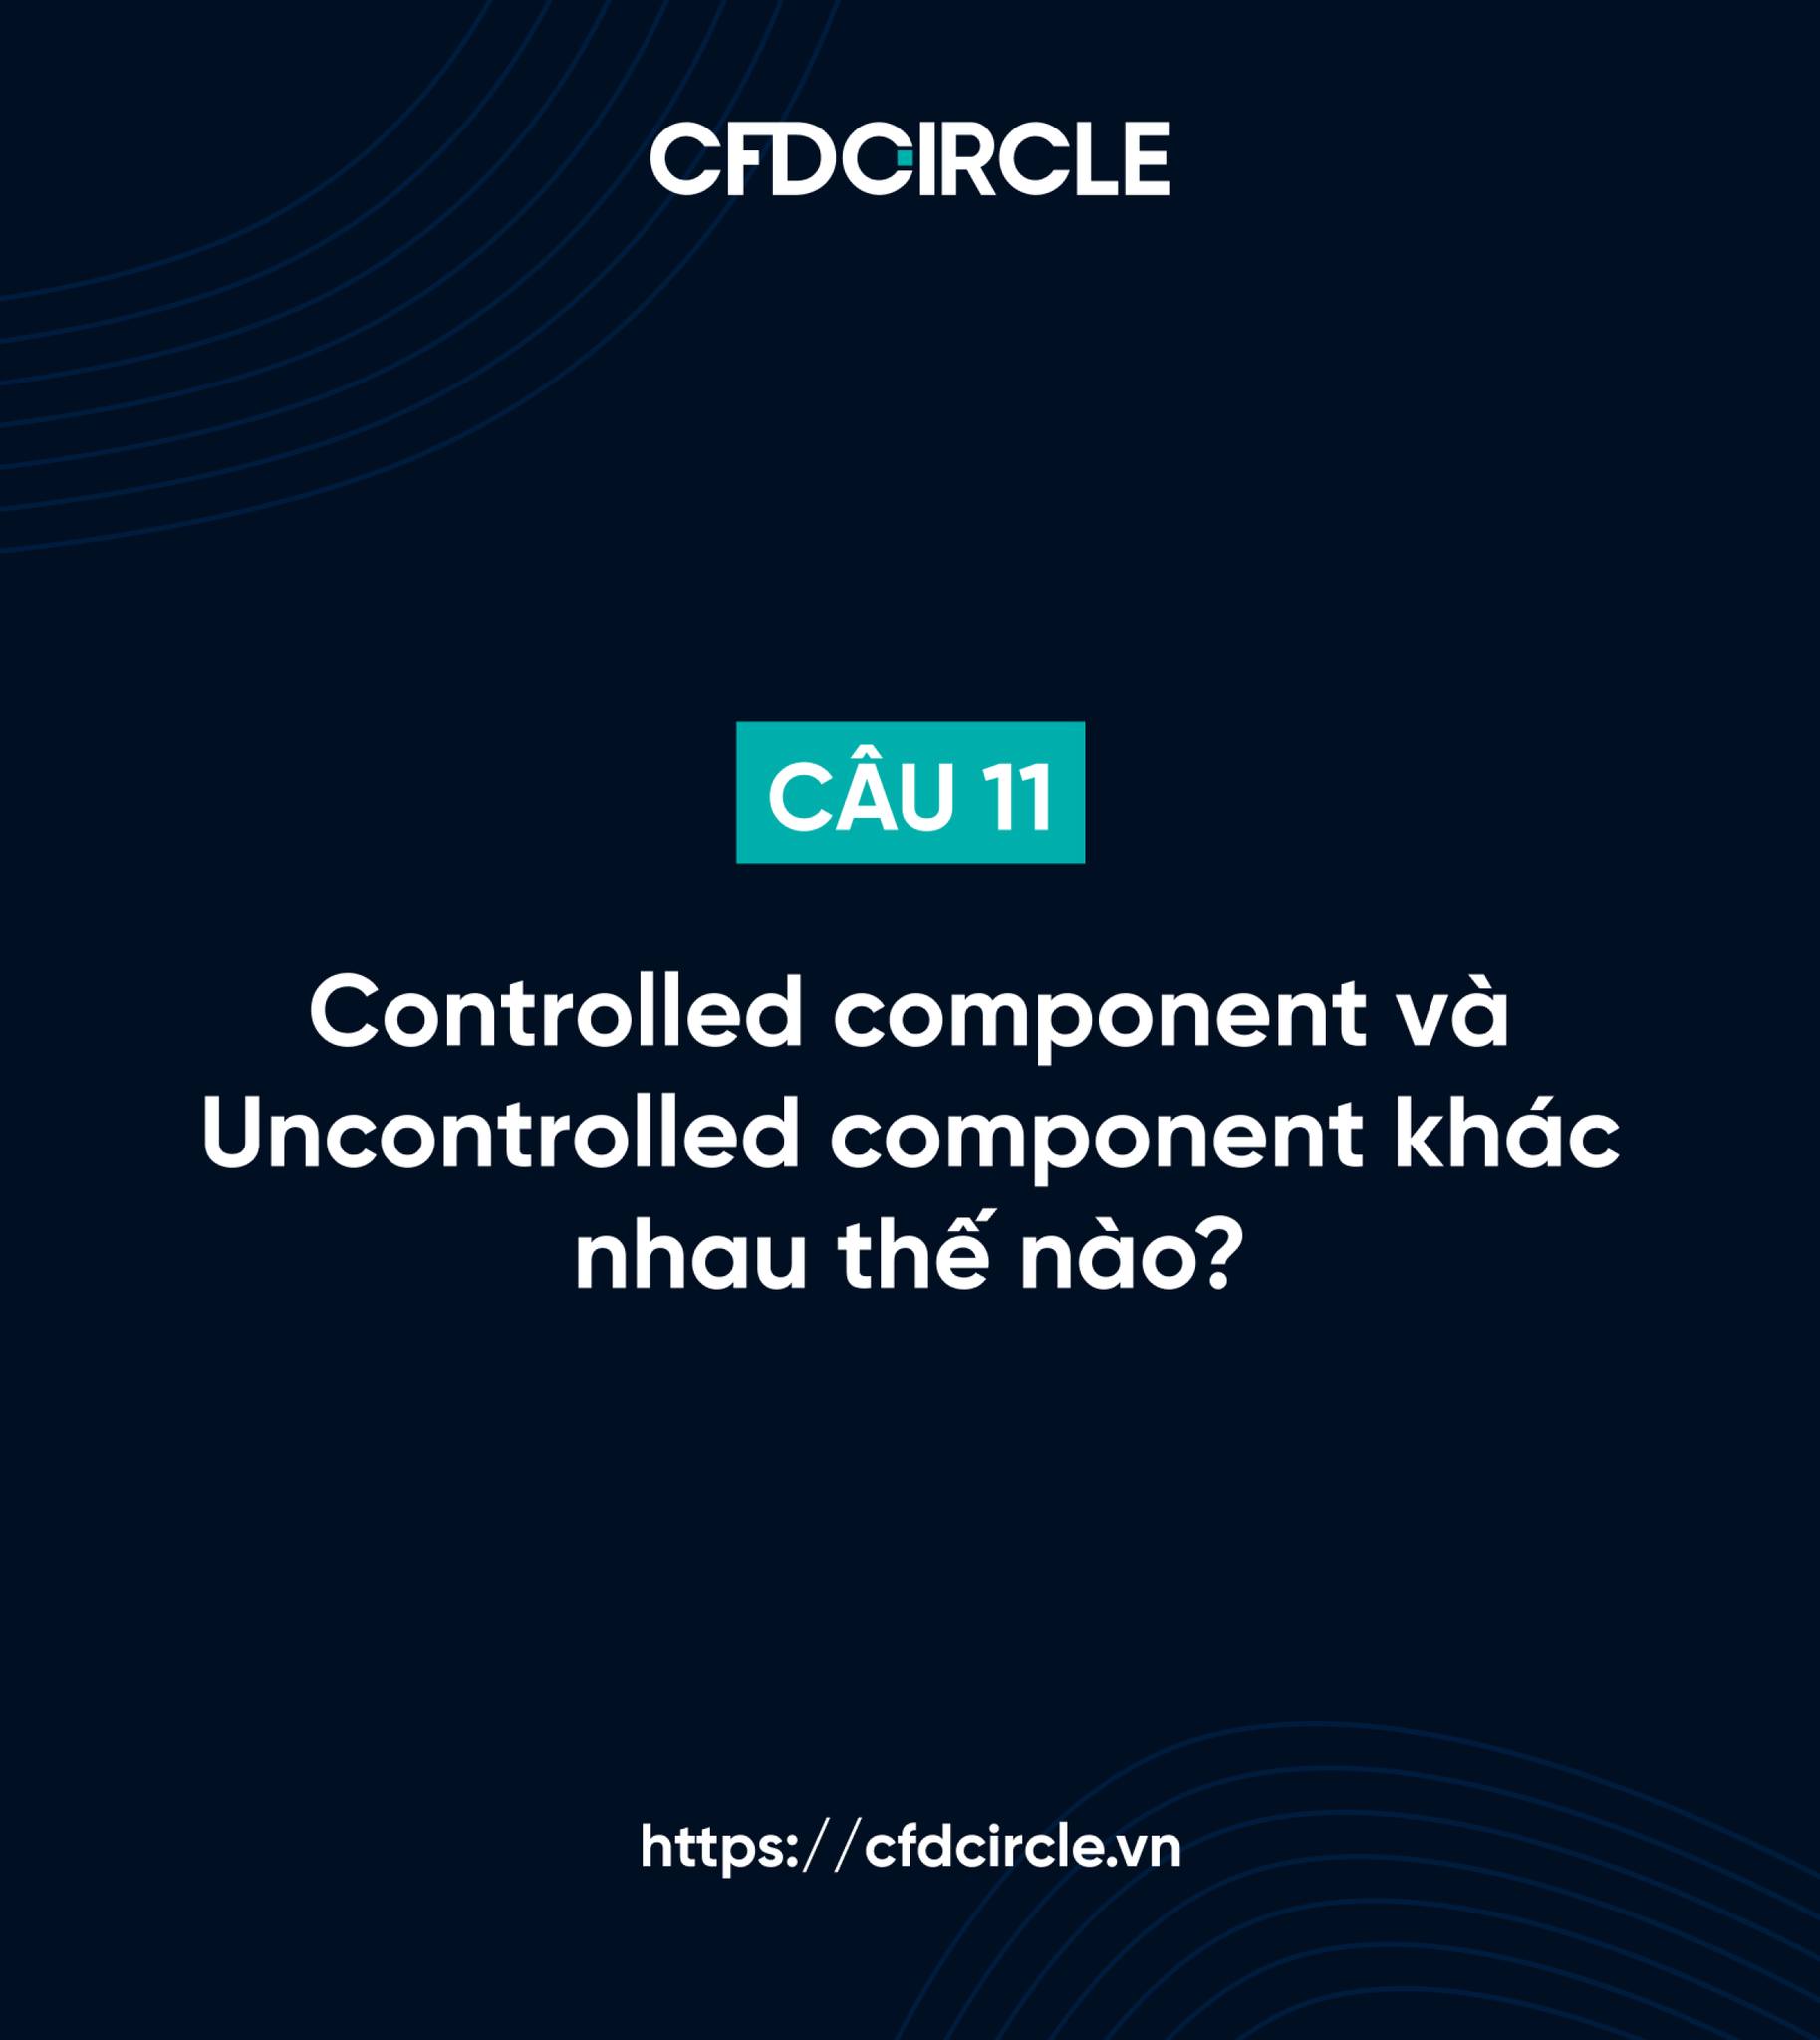 CFDCIRCLE
CÂU 11
Controlled component và
Uncontrolled component khác
nhau thế nào?
https://cfdcircle.vn